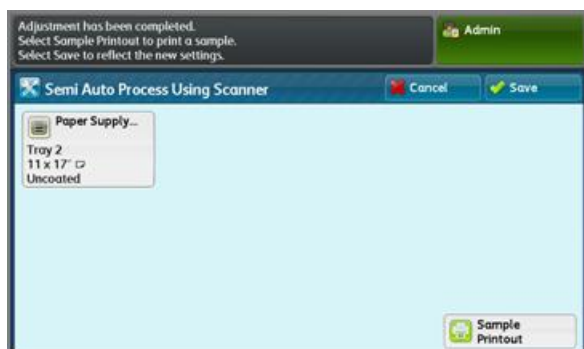 Adjustment has been completed.
Select Sample Printout to print a sample.
Select Save to reflect the new settings.
Admin
Semi Auto Process Using Scanner
Cancel
Save
Paper Supply...
Tray 2
11 x 17"
Uncoated
Sample
Printout